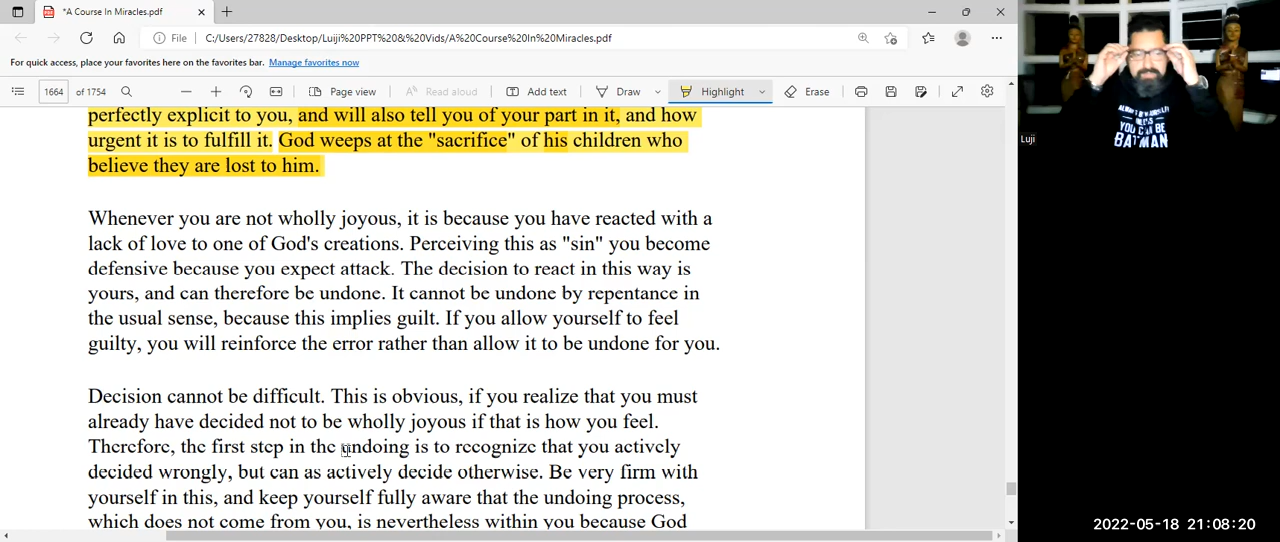 *A Course In Miracles.pdf
File
C:/Users/27828/Desktop/Luiji%20PPT%20&%20Vids/A%20Course%20In%20Miracles.pdf
For quick access, place your favorites here on the favorites bar. Manage favorites now
1664 of 1754
Page view
Read aloud
Add text
Draw
Highlight
Erase
perfectly explicit to you, and will also tell you of your part in it, and how
urgent it is to fulfill it. God weeps at the "sacrifice" of his children who
believe they are lost to him.
Whenever you are not wholly joyous, it is because you have reacted with a
lack of love to one of God's creations. Perceiving this as "sin" you become
defensive because you expect attack. The decision to react in this way is
yours, and can therefore be undone. It cannot be undone by repentance in
the usual sense, because this implies guilt. If you allow yourself to feel
guilty, you will reinforce the error rather than allow it to be undone for you.
Decision cannot be difficult. This is obvious, if you realize that you must
already have decided not to be wholly joyous if that is how you feel.
Therefore, the first step in the undoing is to recognize that you actively
decided wrongly, but can as actively decide otherwise. Be very firm with
yourself in this, and keep yourself fully aware that the undoing process,
which does not come from you, is nevertheless within you because God
YOU CAN BE
BATMAN
Luji
2022-05-18 21:08:20